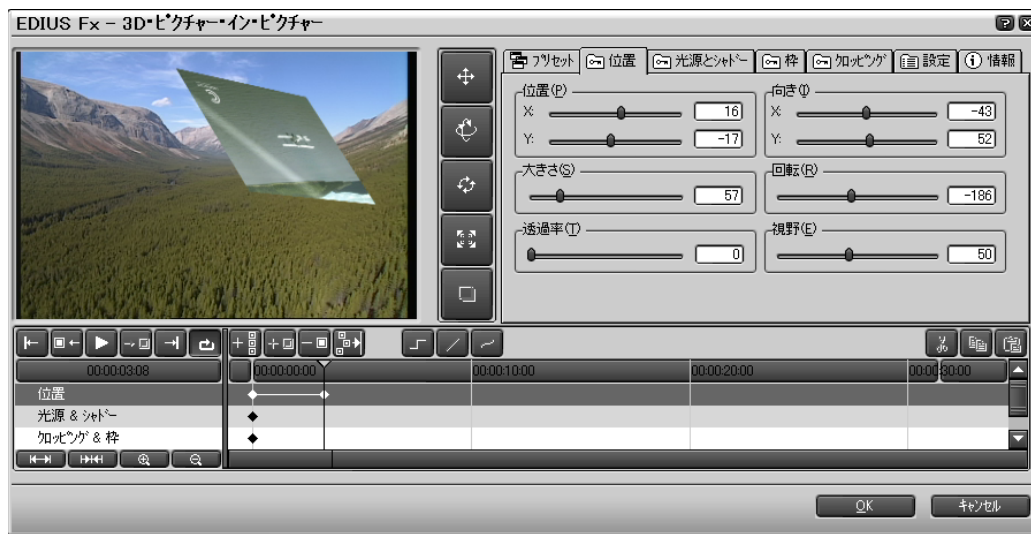 EDIUS Fx - 3D・ピクチャー・イン・ピクチャー
プリセット 位置 光源とシャドー 枠 クロッピング 設定 情報
位置(P)
X: 16
Y: -17
向き(I)
X: -43
Y: 52
大きさ(S)
57
回転(R)
-186
透過率(T)
0
視野(E)
50
00:00:03:08 00:00:00:00 00:00:10:00 00:00:20:00 00:00:30:00
位置
光源 & シャドー
クロッピング & 枠
OK キャンセル